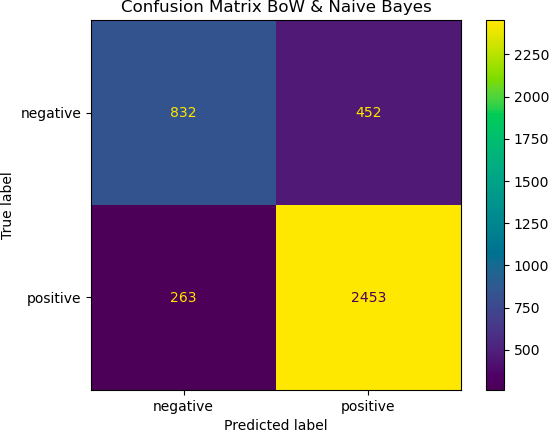 Confusion Matrix BoW & Naive Bayes
True label
negative
832
452
positive
263
2453
negative
positive
Predicted label
2250
2000
1750
1500
1250
1000
750
500